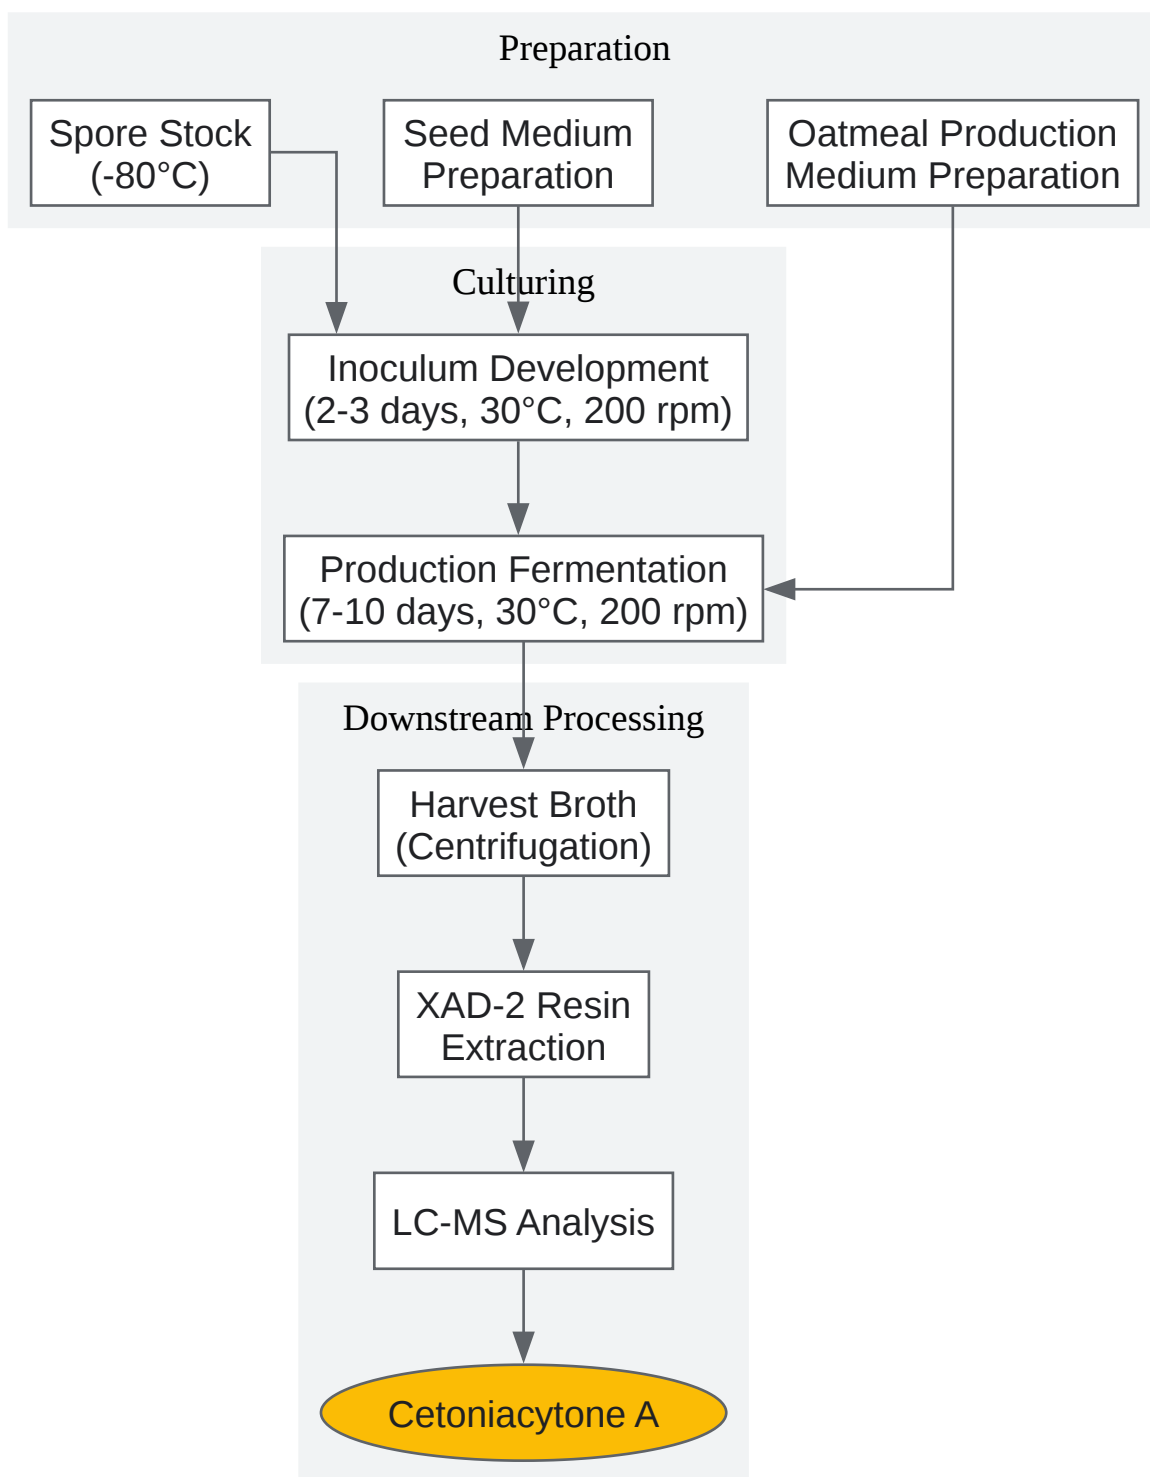 Preparation
Spore Stock
(-80°C)
Seed Medium
Preparation
Oatmeal Production
Medium Preparation
Culturing
Inoculum Development
(2-3 days, 30°C, 200 rpm)
Production Fermentation
(7-10 days, 30°C, 200 rpm)
Downstream Processing
Harvest Broth
(Centrifugation)
XAD-2 Resin
Extraction
LC-MS Analysis
Cetoniacytone A